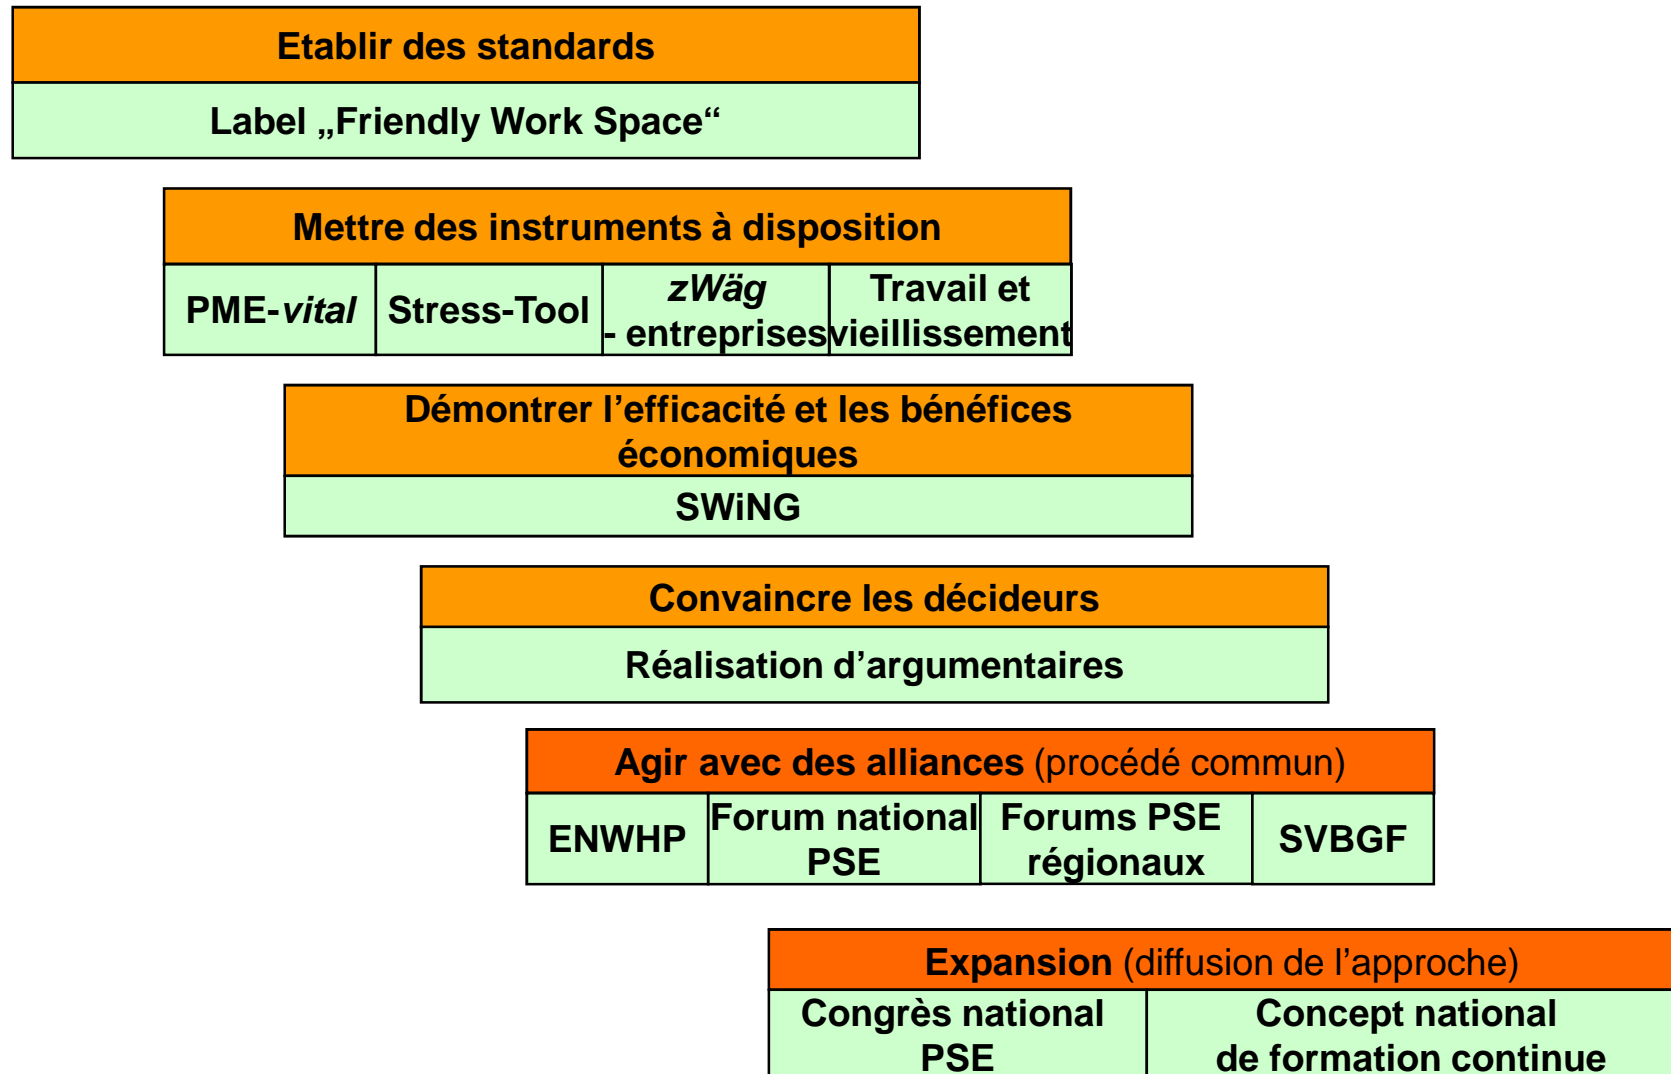 Etablir des standards
Label „Friendly Work Space“
Mettre des instruments à disposition
PME-vital
Stress-Tool
zWäg
- entreprises
Travail et
vieillissement
Démontrer l’efficacité et les bénéfices
économiques
SWiNG
Convaincre les décideurs
Réalisation d’argumentaires
Agir avec des alliances (procédé commun)
ENWHP
Forum national
PSE
Forums PSE
régionaux
SVBGF
Expansion (diffusion de l’approche)
Congrès national
PSE
Concept national
de formation continue